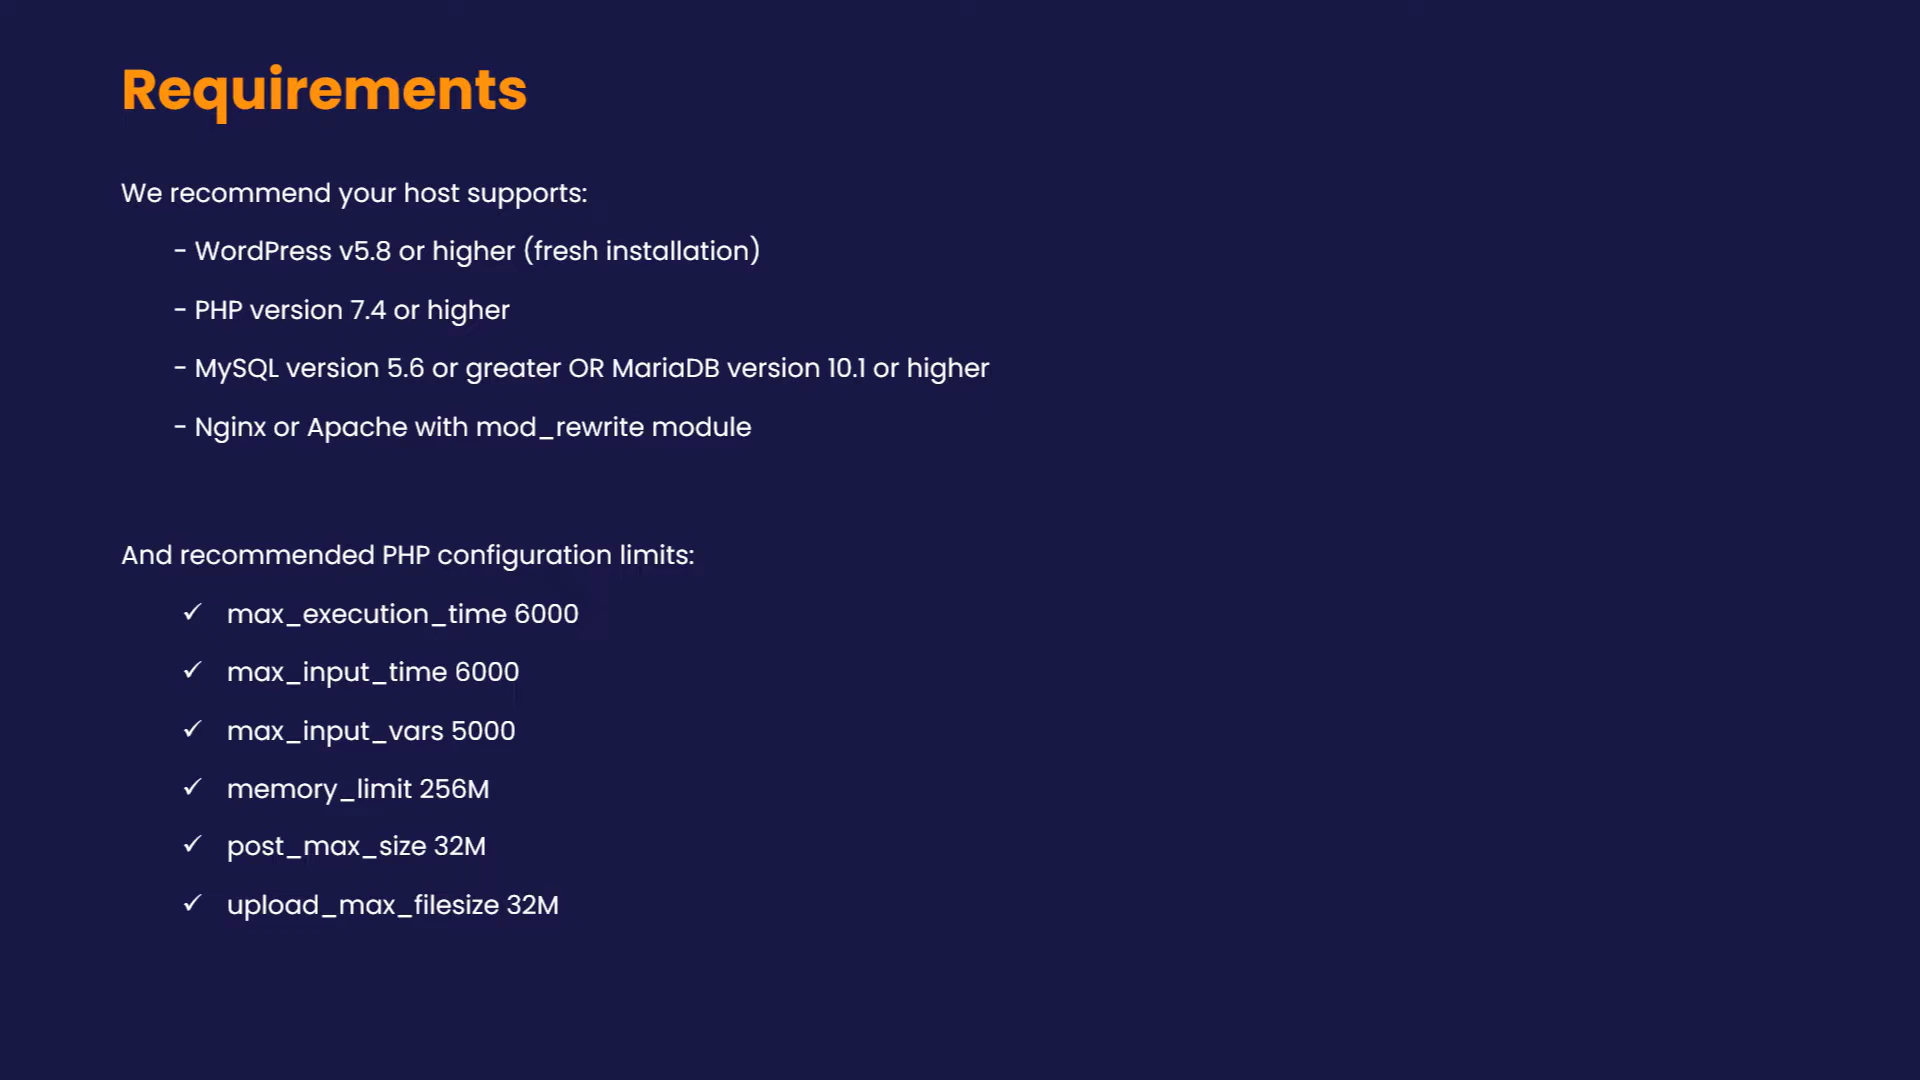 Requirements
We recommend your host supports:
- WordPress v5.8 or higher (fresh installation)
- PHP version 7.4 or higher
- MySQL version 5.6 or greater OR MariaDB version 10.1 or higher
- Nginx or Apache with mod_rewrite module
And recommended PHP configuration limits:
✓ max_execution_time 6000
✓ max_input_time 6000
✓ max_input_vars 5000
✓ memory_limit 256M
✓ post_max_size 32M
✓ upload_max_filesize 32M